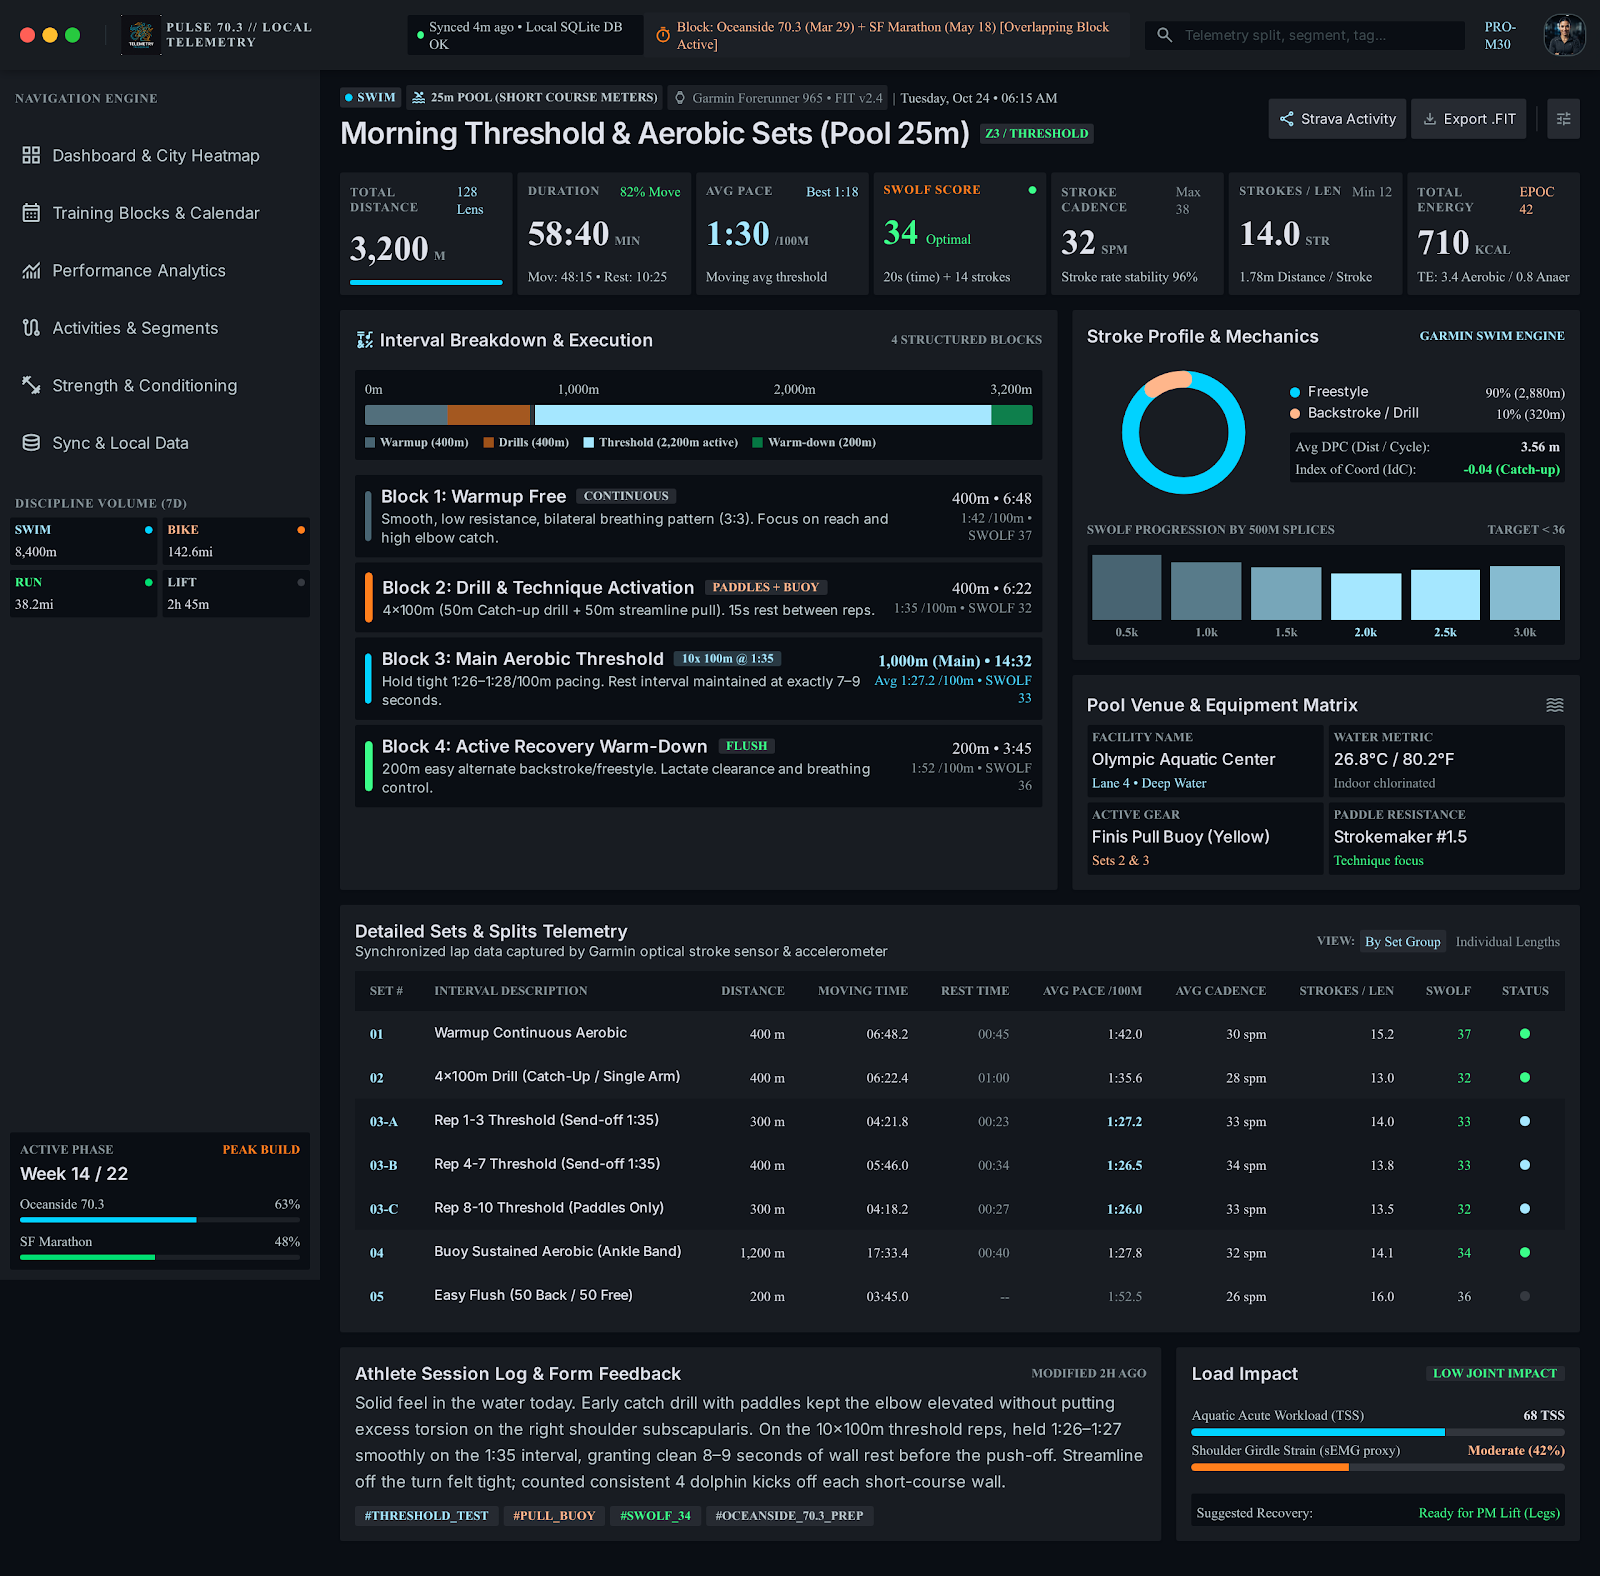 PULSE 70.3 // LOCAL
TELEMETRY
TELEMETRY
Synced 4m ago • Local SQLite DB
OK
Block: Oceanside 70.3 (Mar 29) + SF Marathon (May 18) [Overlapping Block
Active]
Telemetry split, segment, tag...
PRO-
M30
NAVIGATION ENGINE
Dashboard & City Heatmap
Training Blocks & Calendar
Performance Analytics
Activities & Segments
Strength & Conditioning
Sync & Local Data
DISCIPLINE VOLUME (7D)
SWIM
8,400m
BIKE
142.6mi
RUN
38.2mi
LIFT
2h 45m
ACTIVE PHASE PEAK BUILD
Week 14 / 22
Oceanside 70.3 63%
SF Marathon 48%
SWIM 25m POOL (SHORT COURSE METERS) Garmin Forerunner 965 • FIT v2.4 | Tuesday, Oct 24 • 06:15 AM
Morning Threshold & Aerobic Sets (Pool 25m) Z3 / THRESHOLD
Strava Activity
Export .FIT
TOTAL
DISTANCE
128
Lens
3,200 M
DURATION 82% Move
58:40 MIN
Mov: 48:15 • Rest: 10:25
AVG PACE Best 1:18
1:30 /100M
Moving avg threshold
SWOLF SCORE
34 Optimal
20s (time) + 14 strokes
STROKE
CADENCE
Max
38
32 SPM
Stroke rate stability 96%
STROKES / LEN Min 12
14.0 STR
1.78m Distance / Stroke
TOTAL
ENERGY
EPOC
42
710 KCAL
TE: 3.4 Aerobic / 0.8 Anaer
Interval Breakdown & Execution 4 STRUCTURED BLOCKS
0m 1,000m 2,000m 3,200m
Warmup (400m) Drills (400m) Threshold (2,200m active) Warm-down (200m)
Block 1: Warmup Free CONTINUOUS
Smooth, low resistance, bilateral breathing pattern (3:3). Focus on reach and
high elbow catch.
400m • 6:48
1:42 /100m •
SWOLF 37
Block 2: Drill & Technique Activation PADDLES + BUOY
4×100m (50m Catch-up drill + 50m streamline pull). 15s rest between reps.
400m • 6:22
1:35 /100m • SWOLF 32
Block 3: Main Aerobic Threshold 10x 100m @ 1:35
Hold tight 1:26–1:28/100m pacing. Rest interval maintained at exactly 7–9
seconds.
1,000m (Main) • 14:32
Avg 1:27.2 /100m • SWOLF
33
Block 4: Active Recovery Warm-Down FLUSH
200m easy alternate backstroke/freestyle. Lactate clearance and breathing
control.
200m • 3:45
1:52 /100m • SWOLF
36
Stroke Profile & Mechanics GARMIN SWIM ENGINE
Freestyle 90% (2,880m)
Backstroke / Drill 10% (320m)
Avg DPC (Dist / Cycle): 3.56 m
Index of Coord (IdC): -0.04 (Catch-up)
SWOLF PROGRESSION BY 500M SPLICES TARGET < 36
0.5k 1.0k 1.5k 2.0k 2.5k 3.0k
Pool Venue & Equipment Matrix
FACILITY NAME
Olympic Aquatic Center
Lane 4 • Deep Water
WATER METRIC
26.8°C / 80.2°F
Indoor chlorinated
ACTIVE GEAR
Finis Pull Buoy (Yellow)
Sets 2 & 3
PADDLE RESISTANCE
Strokemaker #1.5
Technique focus
Detailed Sets & Splits Telemetry
Synchronized lap data captured by Garmin optical stroke sensor & accelerometer
VIEW: By Set Group Individual Lengths
SET # INTERVAL DESCRIPTION DISTANCE MOVING TIME REST TIME AVG PACE /100M AVG CADENCE STROKES / LEN SWOLF STATUS
01 Warmup Continuous Aerobic 400 m 06:48.2 00:45 1:42.0 30 spm 15.2 37
02 4×100m Drill (Catch-Up / Single Arm) 400 m 06:22.4 01:00 1:35.6 28 spm 13.0 32
03-A Rep 1-3 Threshold (Send-off 1:35) 300 m 04:21.8 00:23 1:27.2 33 spm 14.0 33
03-B Rep 4-7 Threshold (Send-off 1:35) 400 m 05:46.0 00:34 1:26.5 34 spm 13.8 33
03-C Rep 8-10 Threshold (Paddles Only) 300 m 04:18.2 00:27 1:26.0 33 spm 13.5 32
04 Buoy Sustained Aerobic (Ankle Band) 1,200 m 17:33.4 00:40 1:27.8 32 spm 14.1 34
05 Easy Flush (50 Back / 50 Free) 200 m 03:45.0 -- 1:52.5 26 spm 16.0 36
Athlete Session Log & Form Feedback MODIFIED 2H AGO
Solid feel in the water today. Early catch drill with paddles kept the elbow elevated without putting
excess torsion on the right shoulder subscapularis. On the 10×100m threshold reps, held 1:26–1:27
smoothly on the 1:35 interval, granting clean 8–9 seconds of wall rest before the push-off. Streamline
off the turn felt tight; counted consistent 4 dolphin kicks off each short-course wall.
#THRESHOLD_TEST #PULL_BUOY #SWOLF_34 #OCEANSIDE_70.3_PREP
Load Impact LOW JOINT IMPACT
Aquatic Acute Workload (TSS) 68 TSS
Shoulder Girdle Strain (sEMG proxy) Moderate (42%)
Suggested Recovery: Ready for PM Lift (Legs)